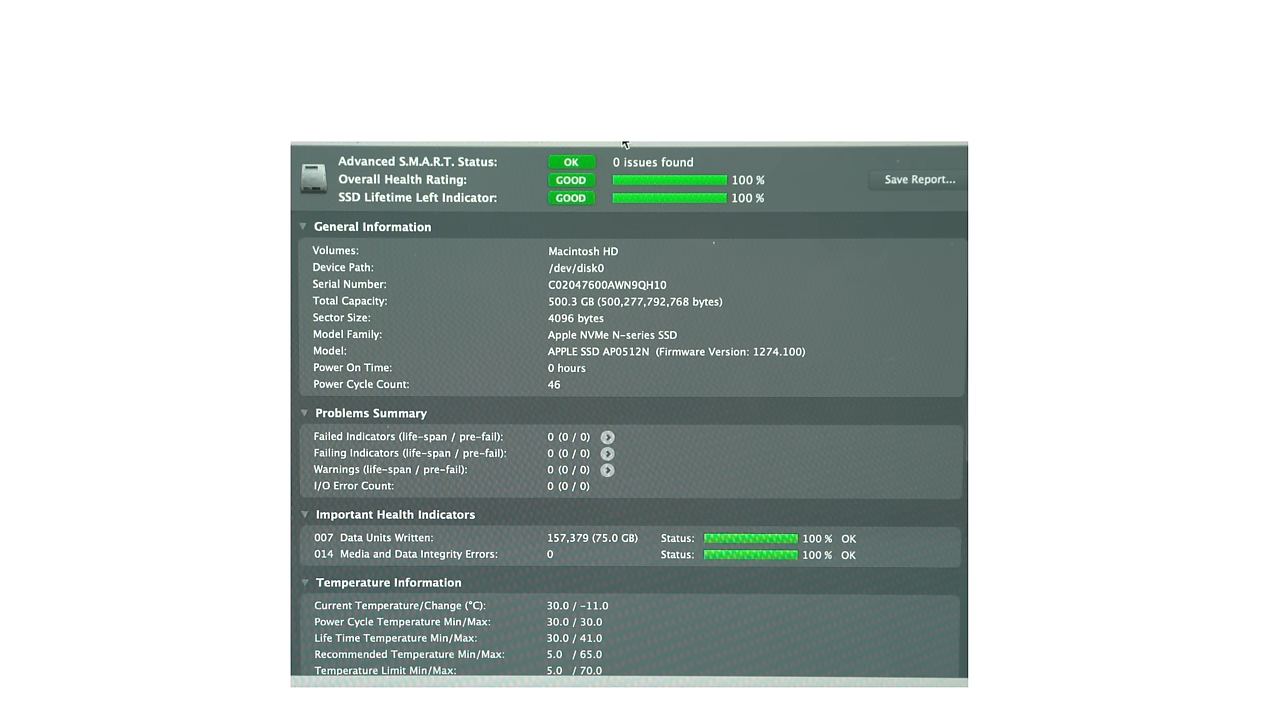 Advanced S.M.A.R.T. Status: OK 0 issues found
Overall Health Rating: GOOD 100 % Save Report...
SSD Lifetime Left Indicator: GOOD 100 %
General Information
Volumes: Macintosh HD
Device Path: /dev/disk0
Serial Number: C02047600AWN9QH10
Total Capacity: 500.3 GB (500,277,792,768 bytes)
Sector Size: 4096 bytes
Model Family: Apple NVMe N-series SSD
Model: APPLE SSD AP0512N (Firmware Version: 1274.100)
Power On Time: 0 hours
Power Cycle Count: 46
Problems Summary
Failed Indicators (life-span / pre-fail): 0 (0 / 0)
Failing Indicators (life-span / pre-fail): 0 (0 / 0)
Warnings (life-span / pre-fail): 0 (0 / 0)
I/O Error Count: 0 (0 / 0)
Important Health Indicators
007 Data Units Written: 157,379 (75.0 GB) Status: 100 % OK
014 Media and Data Integrity Errors: 0 Status: 100 % OK
Temperature Information
Current Temperature/Change (°C): 30.0 / -11.0
Power Cycle Temperature Min/Max: 30.0 / 30.0
Life Time Temperature Min/Max: 30.0 / 41.0
Recommended Temperature Min/Max: 5.0 / 65.0
Temperature Limit Min/Max: 5.0 / 70.0